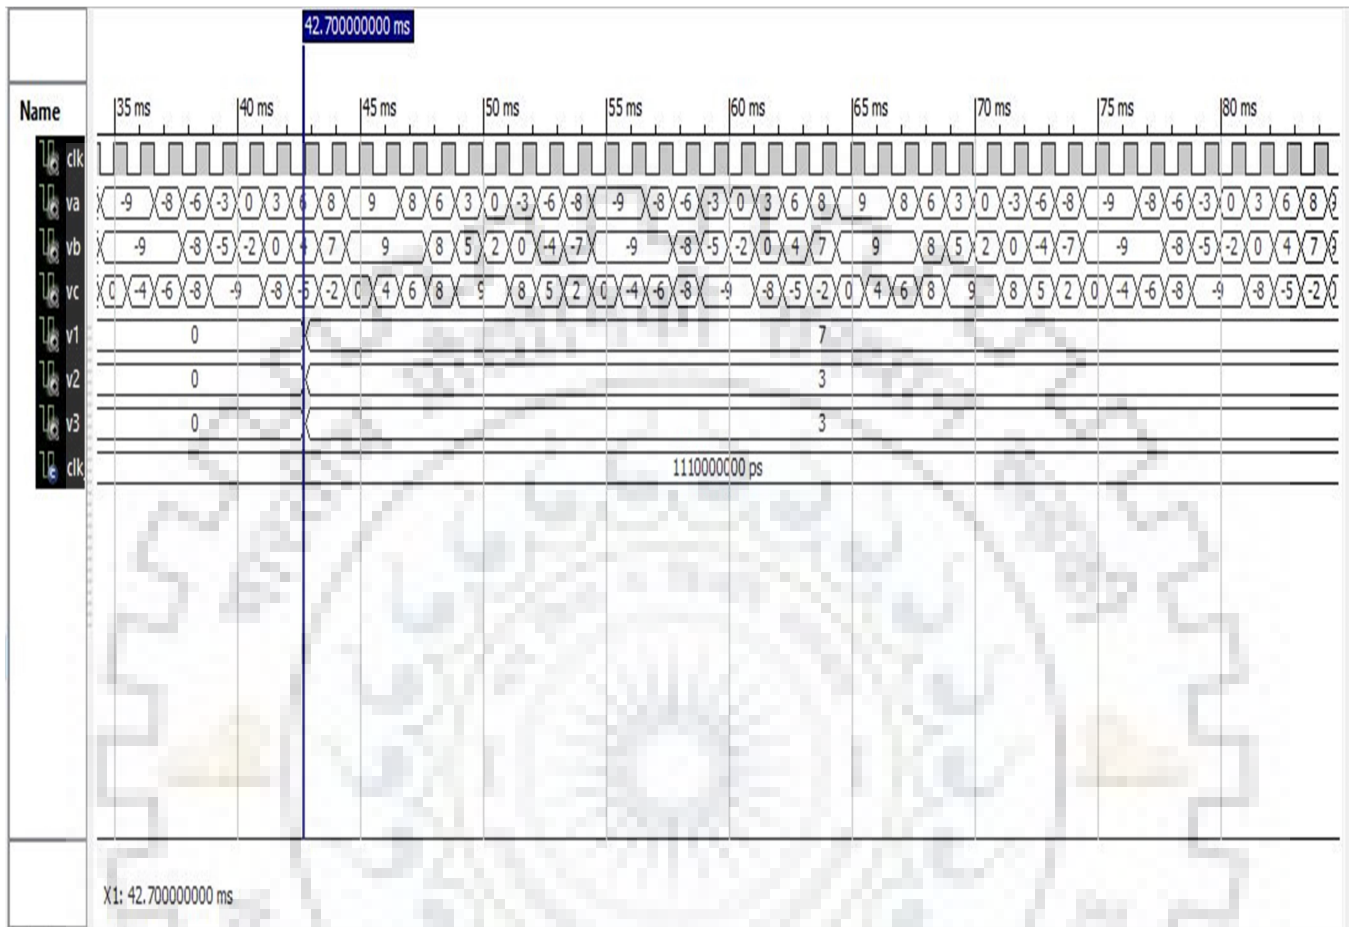 42.700000000 ms
Name
35 ms 40 ms 45 ms 50 ms 55 ms 60 ms 65 ms 70 ms 75 ms 80 ms
clk
va -9 -8 -6 -3 0 3 6 8 9 8 6 3 0 -3 -6 -8 -9 -8 -6 -3 0 3 6 8 9 8 6 3 0 -3 -6 -8 -9 -8 -6 -3 0 3 6 8
vb -9 -8 -5 -2 0 4 7 9 8 5 2 0 -4 -7 -9 -8 -5 -2 0 4 7 9 8 5 2 0 -4 -7 -9 -8 -5 -2 0 4 7
vc 0 -4 -6 -8 -9 -8 -5 -2 0 4 6 8 9 8 5 2 0 -4 -6 -8 -9 -8 -5 -2 0 4 6 8 9 8 5 2 0 -4 -6 -8 -9 -8 -5 -2
v1 0 7
v2 0 3
v3 0 3
clk 1110000000 ps
X1: 42.700000000 ms